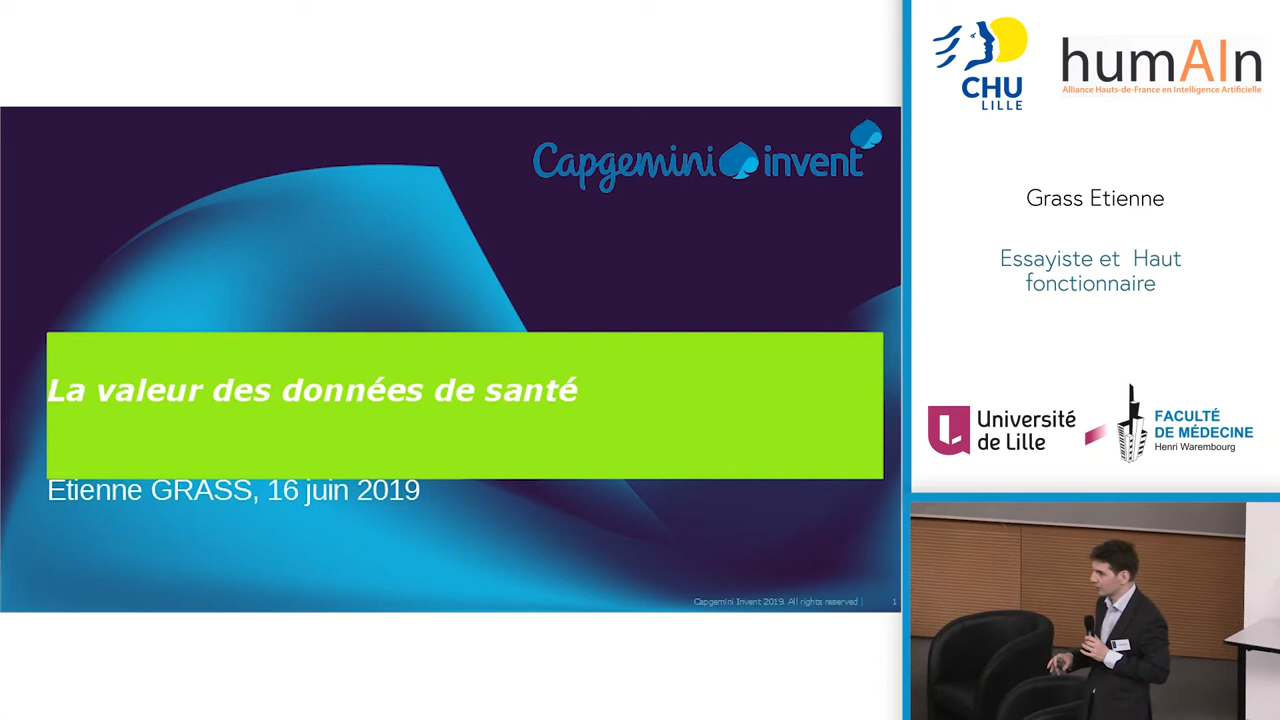 Capgemini invent
La valeur des données de santé
Etienne GRASS, 16 juin 2019
Capgemini Invent 2019. All rights reserved |
1
CHU
LILLE
humAIn
Alliance Hauts-de-France en Intelligence Artificielle
Grass Etienne
Essayiste et Haut
fonctionnaire
Université
de Lille
FACULTÉ
DE MÉDECINE
Henri Warembourg